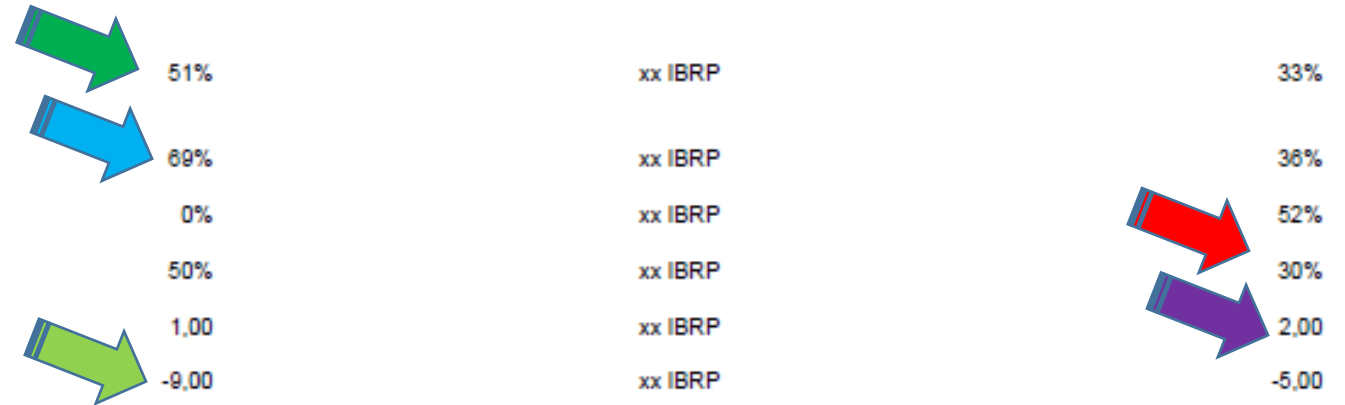 51% xx IBRP 33%
69% xx IBRP 36%
0% xx IBRP 52%
50% xx IBRP 30%
1,00 xx IBRP 2,00
-9,00 xx IBRP -5,00